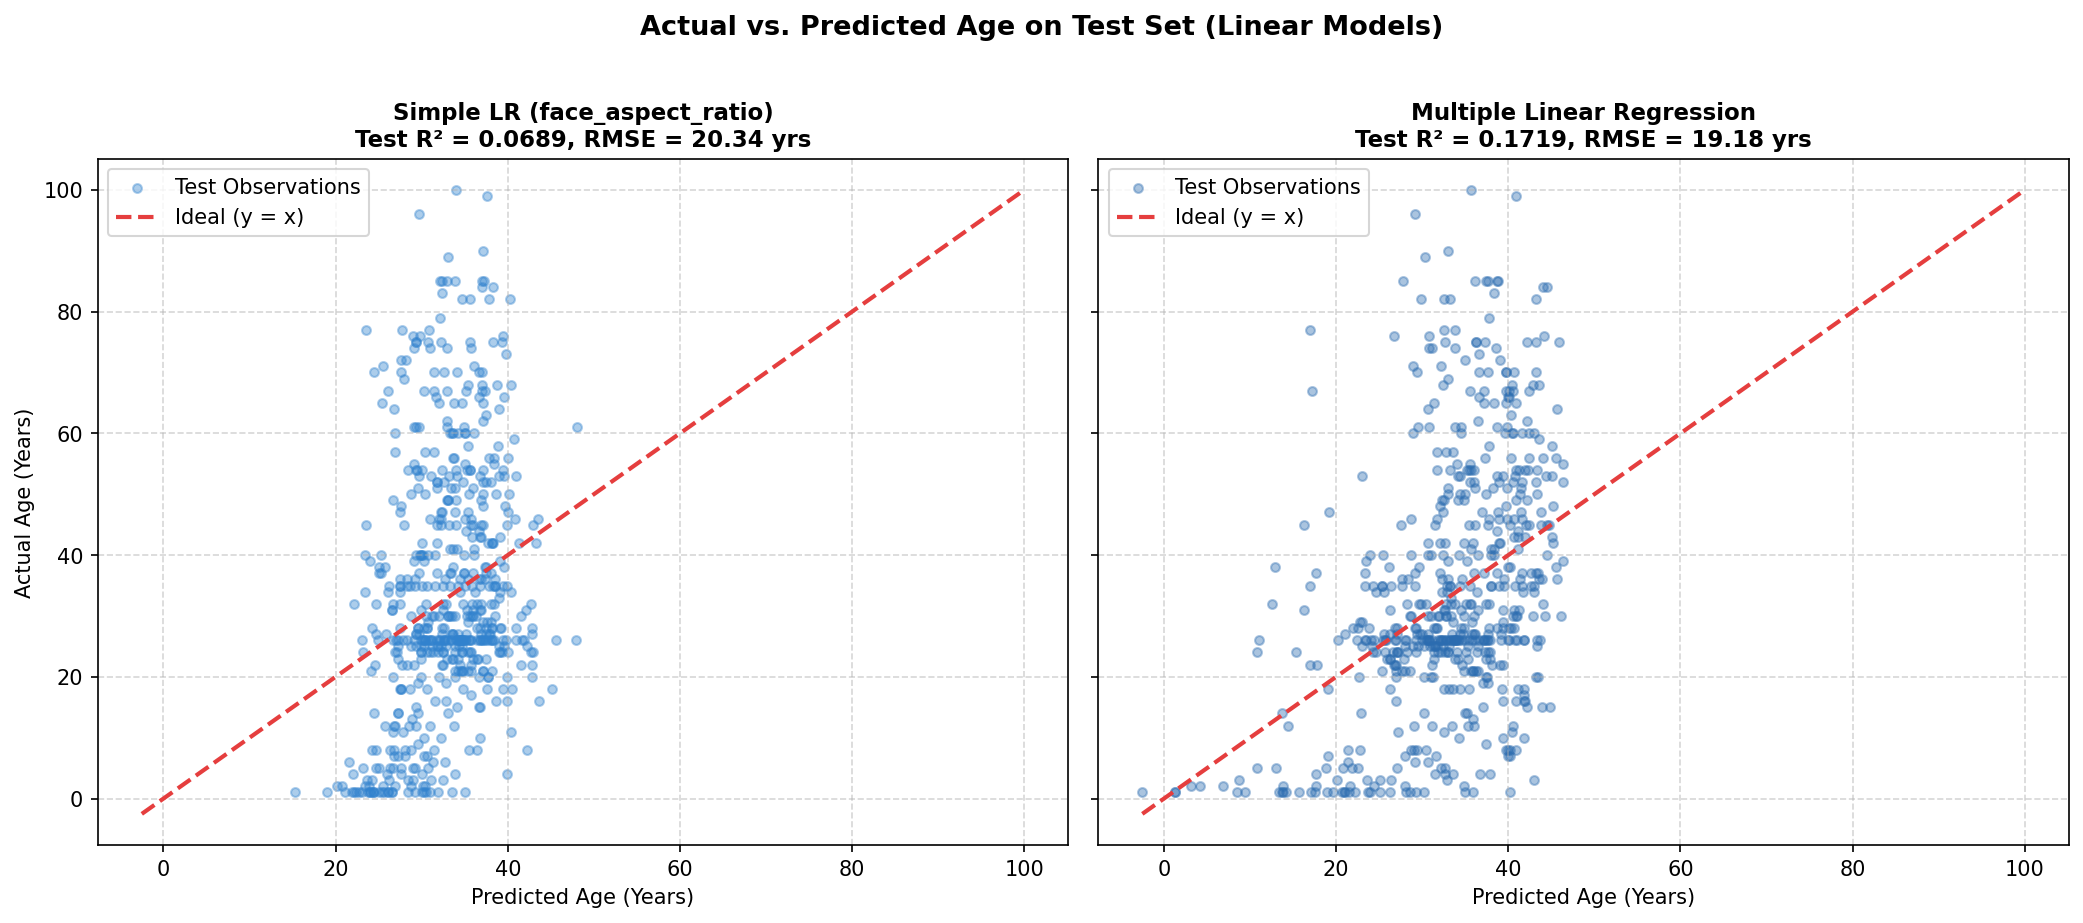 Actual vs. Predicted Age on Test Set (Linear Models)
Simple LR (face_aspect_ratio)
Test R² = 0.0689, RMSE = 20.34 yrs
Test Observations
Ideal (y = x)
100
80
60
40
20
0
Actual Age (Years)
0 20 40 60 80 100
Predicted Age (Years)
Multiple Linear Regression
Test R² = 0.1719, RMSE = 19.18 yrs
Test Observations
Ideal (y = x)
0 20 40 60 80 100
Predicted Age (Years)